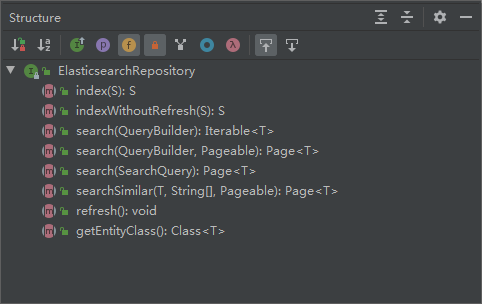 Structure
ElasticsearchRepository
index(S): S
indexWithoutRefresh(S): S
search(QueryBuilder): Iterable<T>
search(QueryBuilder, Pageable): Page<T>
search(SearchQuery): Page<T>
searchSimilar(T, String[], Pageable): Page<T>
refresh(): void
getEntityClass(): Class<T>